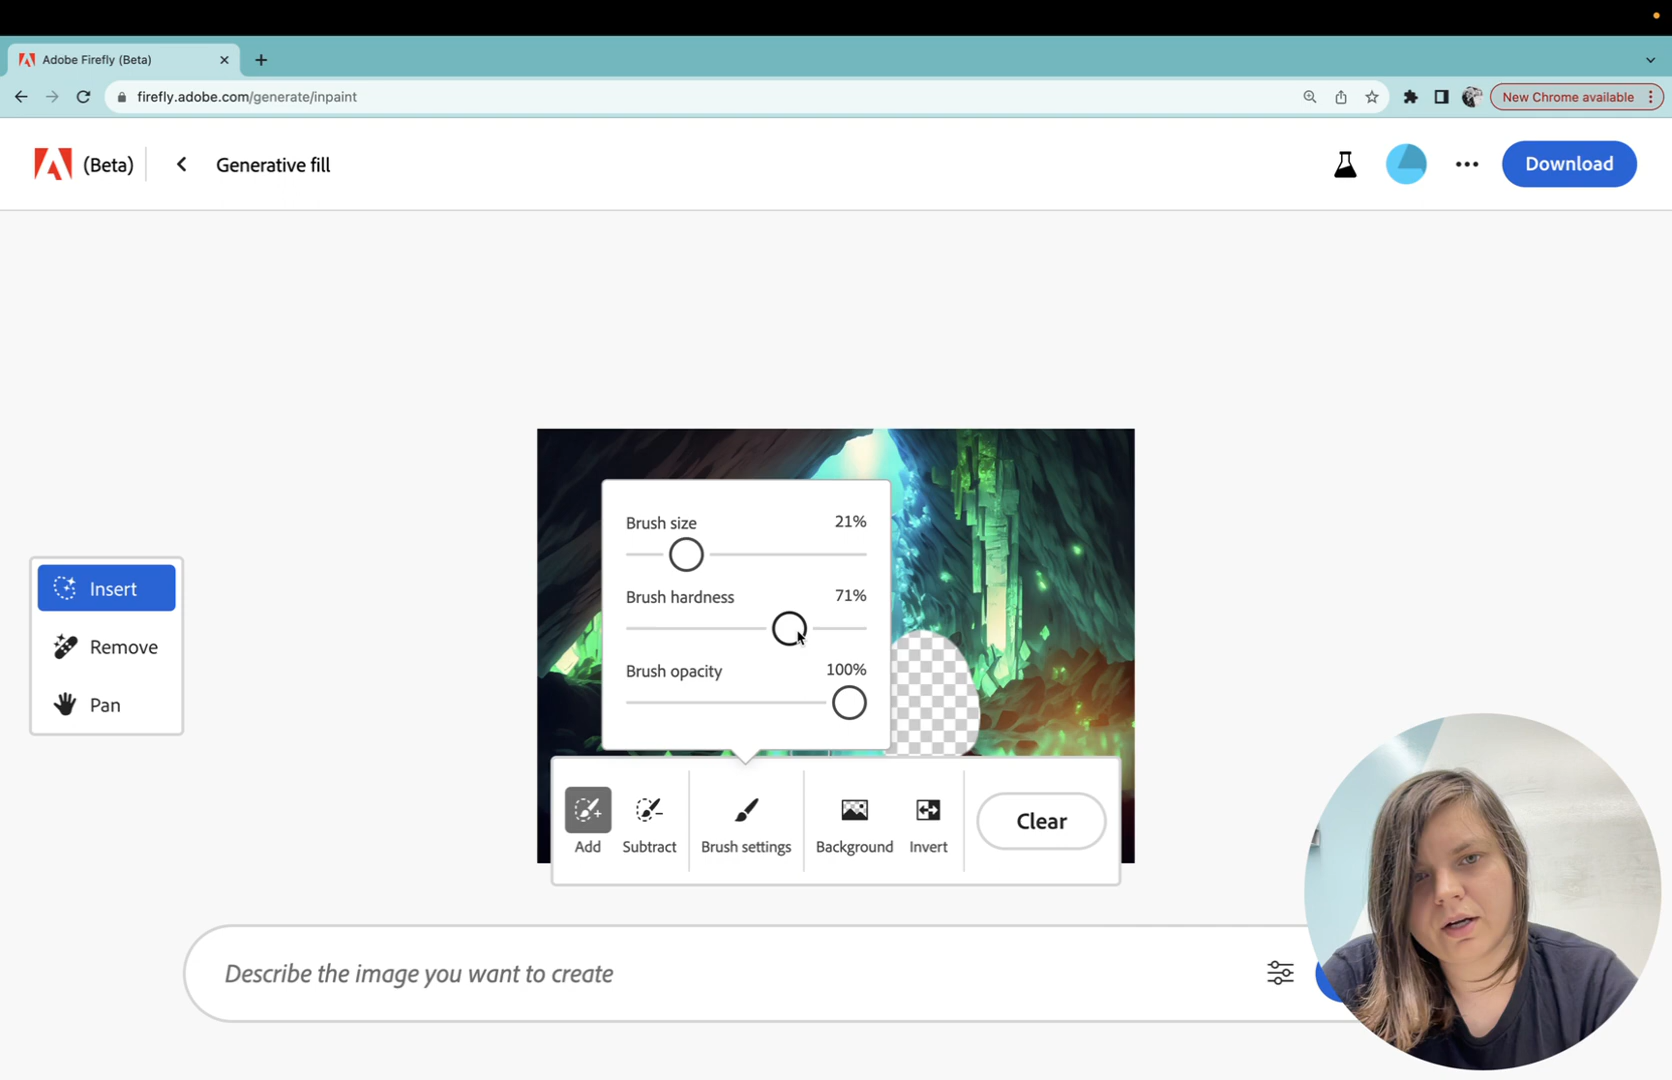 Adobe Firefly (Beta)
firefly.adobe.com/generate/inpaint
New Chrome available
(Beta)
Generative fill
Download
Brush size 21%
Brush hardness 71%
Brush opacity 100%
Insert
Remove
Pan
Add
Subtract
Brush settings
Background
Invert
Clear
Describe the image you want to create